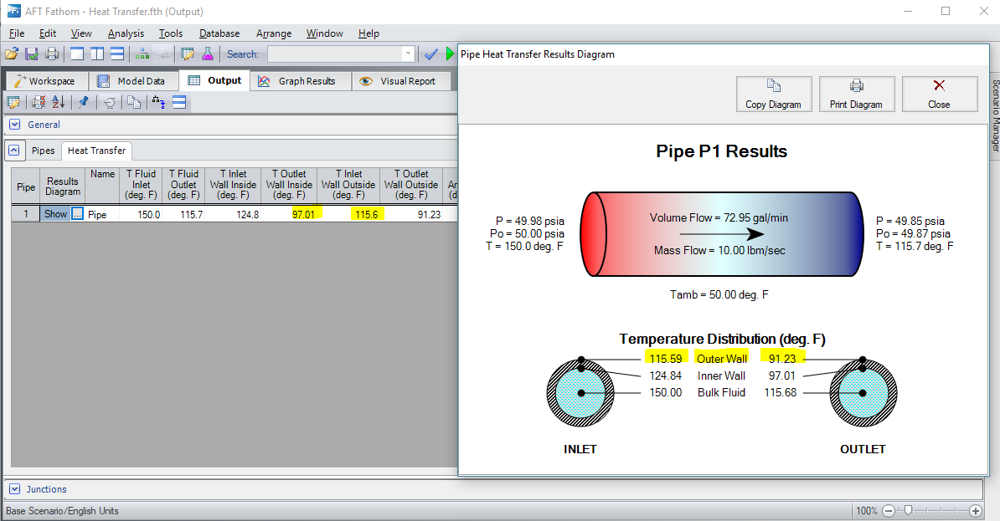 AFT Fathom - Heat Transfer.fth (Output)
File Edit View Analysis Tools Database Arrange Window Help
Search:
Workspace Model Data Output Graph Results Visual Report
General
Pipes Heat Transfer
Pipe Results Diagram Name T Fluid Inlet (deg. F) T Fluid Outlet (deg. F) T Inlet Wall Inside (deg. F) T Outlet Wall Inside (deg. F) T Inlet Wall Outside (deg. F) T Outlet Wall Outside (deg. F)
1 Show ... Pipe 150.0 115.7 124.8 97.01 115.6 91.23
Junctions
Base Scenario/English Units
100%
Scenario Manager
Pipe Heat Transfer Results Diagram
Copy Diagram Print Diagram Close
Pipe P1 Results
P = 49.98 psia
Po = 50.00 psia
T = 150.0 deg. F
Volume Flow = 72.95 gal/min
Mass Flow = 10.00 lbm/sec
P = 49.85 psia
Po = 49.87 psia
T = 115.7 deg. F
Tamb = 50.00 deg. F
Temperature Distribution (deg. F)
115.59 Outer Wall 91.23
124.84 Inner Wall 97.01
150.00 Bulk Fluid 115.68
INLET OUTLET